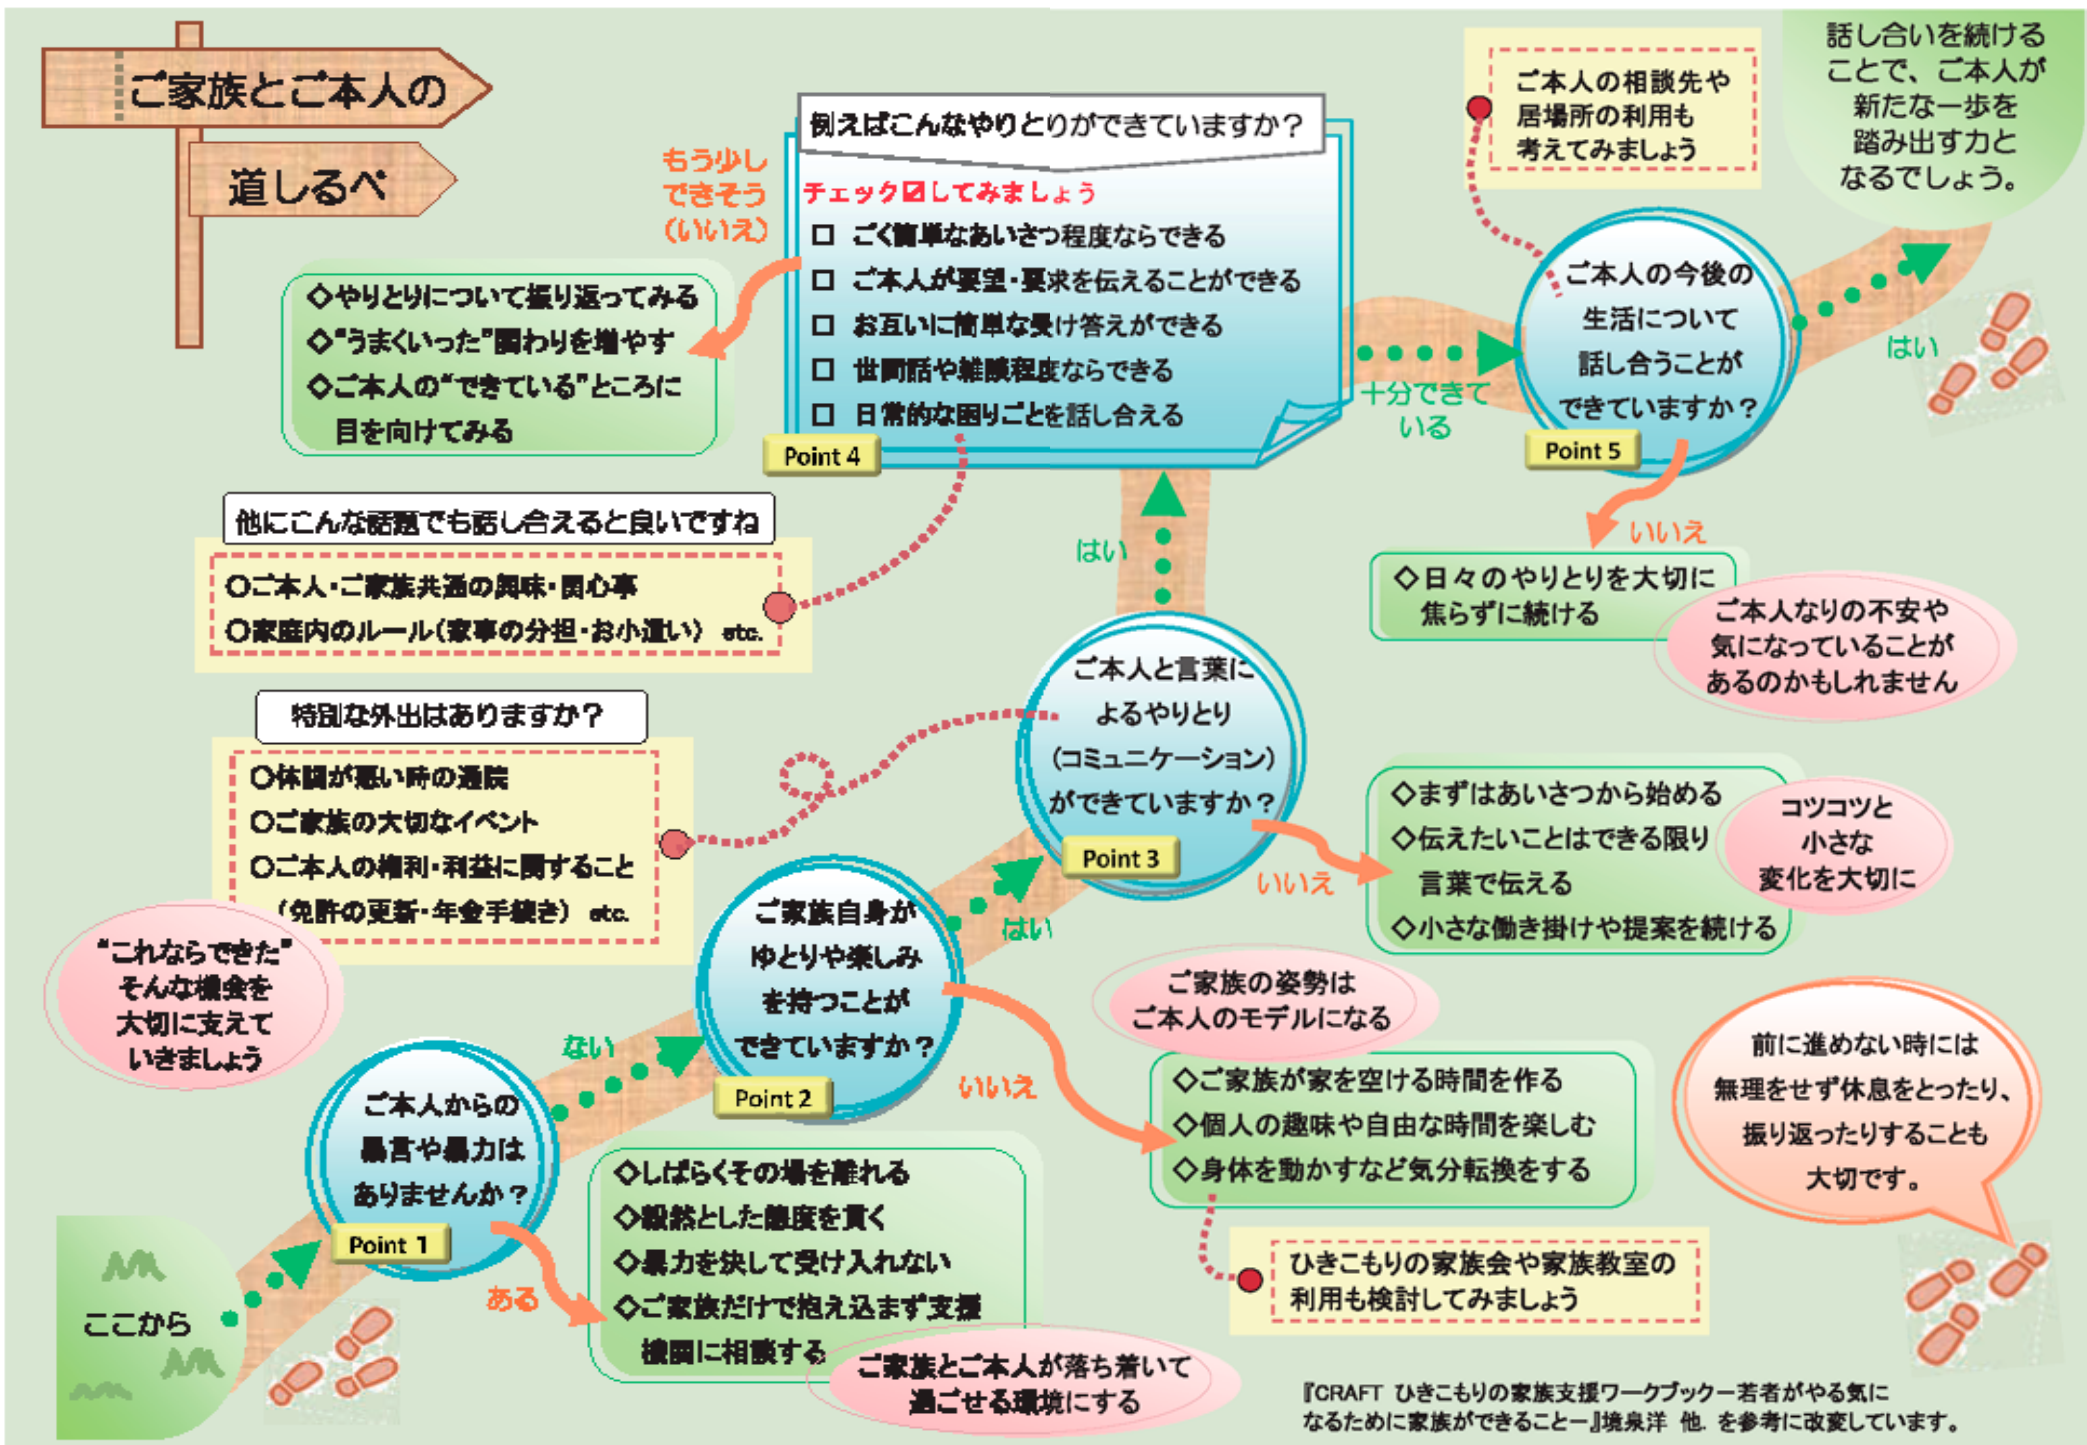 ご家族とご本人の
道しるべ
ここから
ご本人からの
暴言や暴力は
ありませんか？
Point 1
ある
◇しばらくその場を離れる
◇毅然とした態度を貫く
◇暴力を決して受け入れない
◇ご家族だけで抱え込まず支援
機関に相談する
ご家族とご本人が落ち着いて
過ごせる環境にする
ない
ご家族自身が
ゆとりや楽しみ
を持つことが
できていますか？
Point 2
いいえ
ご家族の姿勢は
ご本人のモデルになる
◇ご家族が家を空ける時間を作る
◇個人の趣味や自由な時間を楽しむ
◇身体を動かすなど気分転換をする
ひきこもりの家族会や家族教室の
利用も検討してみましょう
はい
ご本人と言葉に
よるやりとり
（コミュニケーション）
ができていますか？
Point 3
いいえ
◇まずはあいさつから始める
◇伝えたいことはできる限り
言葉で伝える
◇小さな働き掛けや提案を続ける
コツコツと
小さな
変化を大切に
特別な外出はありますか？
○体調が悪い時の通院
○ご家族の大切なイベント
○ご本人の権利・利益に関すること
（免許の更新・年金手続き） etc.
“これならできた”
そんな機会を
大切に支えて
いきましょう
はい
例えばこんなやりとりができていますか？
チェック☑してみましょう
□ ごく簡単なあいさつ程度ならできる
□ ご本人が要望・要求を伝えることができる
□ お互いに簡単な受け答えができる
□ 世間話や雑談程度ならできる
□ 日常的な困りごとを話し合える
Point 4
もう少し
できそう
（いいえ）
◇やりとりについて振り返ってみる
◇“うまくいった”関わりを増やす
◇ご本人の“できている”ところに
目を向けてみる
他にこんな話題でも話し合えると良いですね
○ご本人・ご家族共通の興味・関心事
○家庭内のルール（家事の分担・お小遣い） etc.
十分できて
いる
ご本人の今後の
生活について
話し合うことが
できていますか？
Point 5
ご本人の相談先や
居場所の利用も
考えてみましょう
いいえ
◇日々のやりとりを大切に
焦らずに続ける
ご本人なりの不安や
気になっていることが
あるのかもしれません
はい
話し合いを続ける
ことで、ご本人が
新たな一歩を
踏み出す力と
なるでしょう。
前に進めない時には
無理をせず休息をとったり、
振り返ったりすることも
大切です。
『CRAFT ひきこもりの家族支援ワークブックー若者がやる気に
なるために家族ができることー』境泉洋 他. を参考に改変しています。